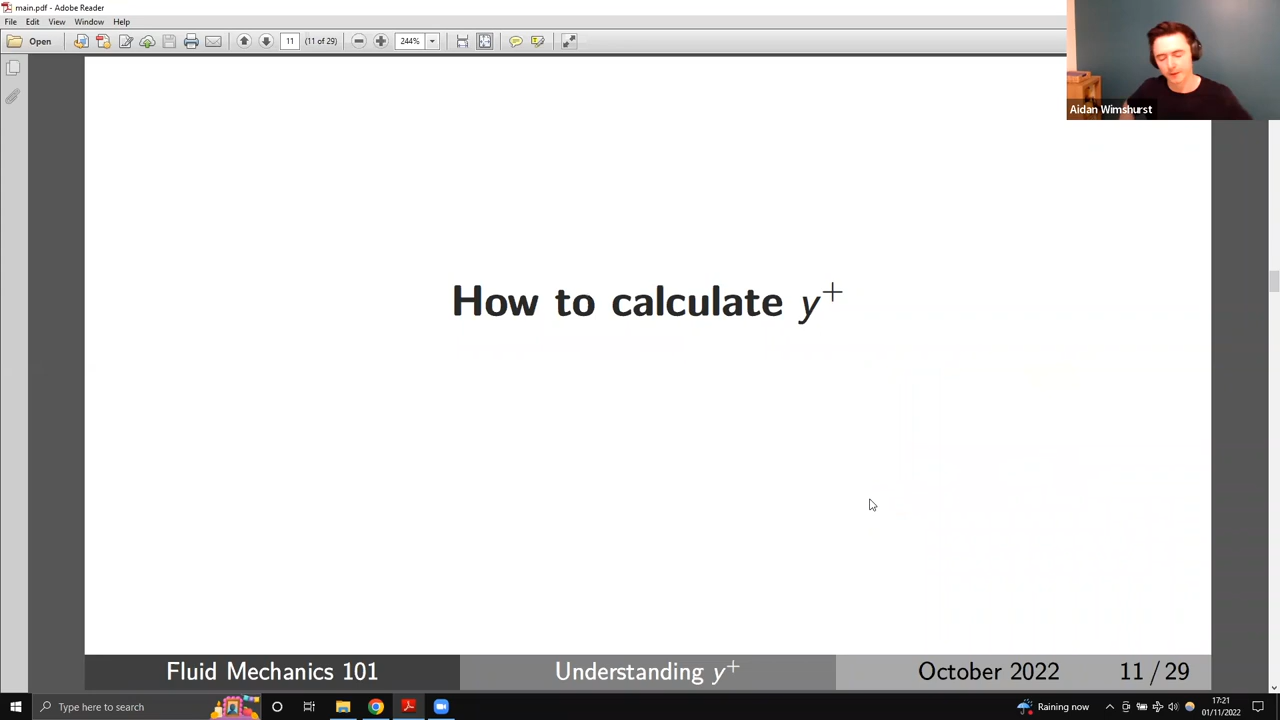 main.pdf - Adobe Reader
File Edit View Window Help
Open 11 (11 of 29) 244%
Aidan Wimshurst
How to calculate y⁺
Fluid Mechanics 101 Understanding y⁺ October 2022 11 / 29
Type here to search Raining now 17:21
01/11/2022